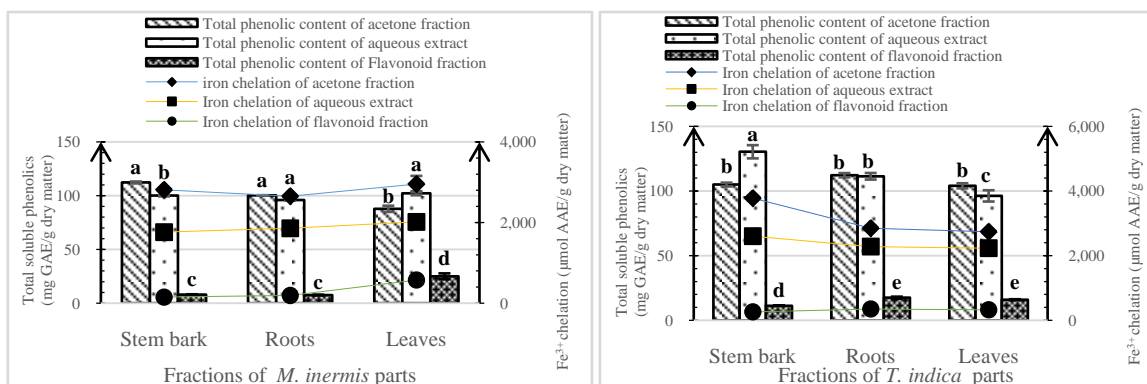 Total phenolic content of acetone fraction
Total phenolic content of aqueous extract
Total phenolic content of Flavonoid fraction
iron chelation of acetone fraction
Iron chelation of aqueous extract
Iron chelation of flavonoid fraction
150
100
50
0
4,000
2,000
0
a
b
c
a
a
c
b
a
d
Total soluble phenolics
(mg GAE/g dry matter)
Fe³⁺ chelation (µmol AAE/g dry matter)
Stem bark
Roots
Leaves
Fractions of M. inermis parts
Total phenolic content of acetone fraction
Total phenolic content of aqueous extract
Total phenolic content of flavonoid fraction
Iron chelation of acetone fraction
Iron chelation of aqueous extract
Iron chelation of flavonoid fraction
150
100
50
0
6,000
4,000
2,000
0
b
a
d
b
b
e
b
c
e
Total soluble phenolics
(mg GAE/g dry matter)
Fe³⁺ chelation (µmol AAE/g dry matter)
Stem bark
Roots
Leaves
Fractions of T. indica parts